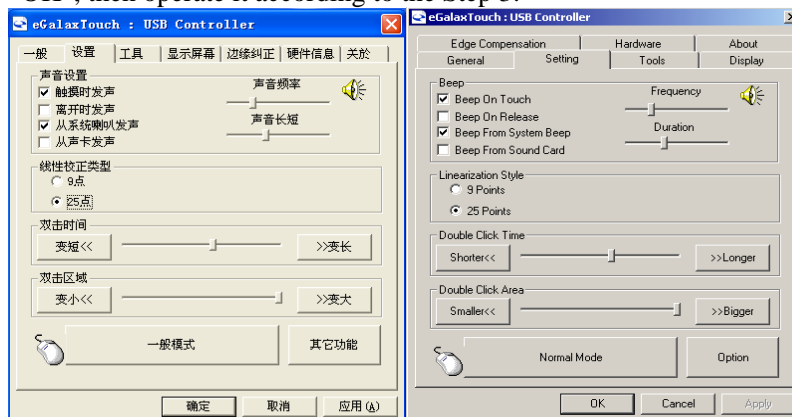 "Off", then operate it according to the Step 3.
eGalaxTouch : USB Controller
一般 设置 工具 显示屏幕 边缘纠正 硬件信息 关於
声音设置
触摸时发声
离开时发声
从系统喇叭发声
从声卡发声
声音频率
声音长短
线性校正类型
9点
25点
双击时间
变短<< >>变长
双击区域
变小<< >>变大
一般模式 其它功能
确定 取消 应用(A)
eGalaxTouch : USB Controller
Edge Compensation Hardware About
General Setting Tools Display
Beep
Beep On Touch
Beep On Release
Beep From System Beep
Beep From Sound Card
Frequency
Duration
Linearization Style
9 Points
25 Points
Double Click Time
Shorter<< >>Longer
Double Click Area
Smaller<< >>Bigger
Normal Mode Option
OK Cancel Apply